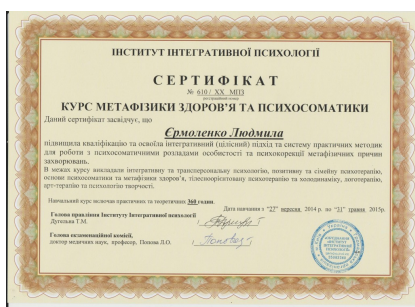 ІНСТИТУТ ІНТЕГРАТИВНОЇ ПСИХОЛОГІЇ
СЕРТИФІКАТ
№ 610 / XX МПЗ
КУРС МЕТАФІЗИКИ ЗДОРОВ'Я ТА ПСИХОСОМАТИКИ
Даний сертифікат засвідчує, що
Єрмоленко Людмила
підвищила кваліфікацію та освоїла інтегративний (цілісний) підхід та систему практичних методик
для роботи з психосоматичними розладами особистості та психокорекції метафізичних причин
захворювань.
В межах курсу викладали інтегративну та трансперсональну психологію, позитивну та сімейну психотерапію,
основи психосоматики та метафізики здоров'я, тілесноорієнтовану психотерапію та холодинаміку, логотерапію,
арт-терапію та психологію творчості.
Навчальний курс включав практичних та теоретичних 360 годин.
Дата навчання з "27" вересня 2014 р. по "31" травня 2015р.
Голова правління Інституту Інтегративної психології
Дугельна Т.М.
Голова екзаменаційної комісії,
доктор медичних наук, професор, Попова Л.О.